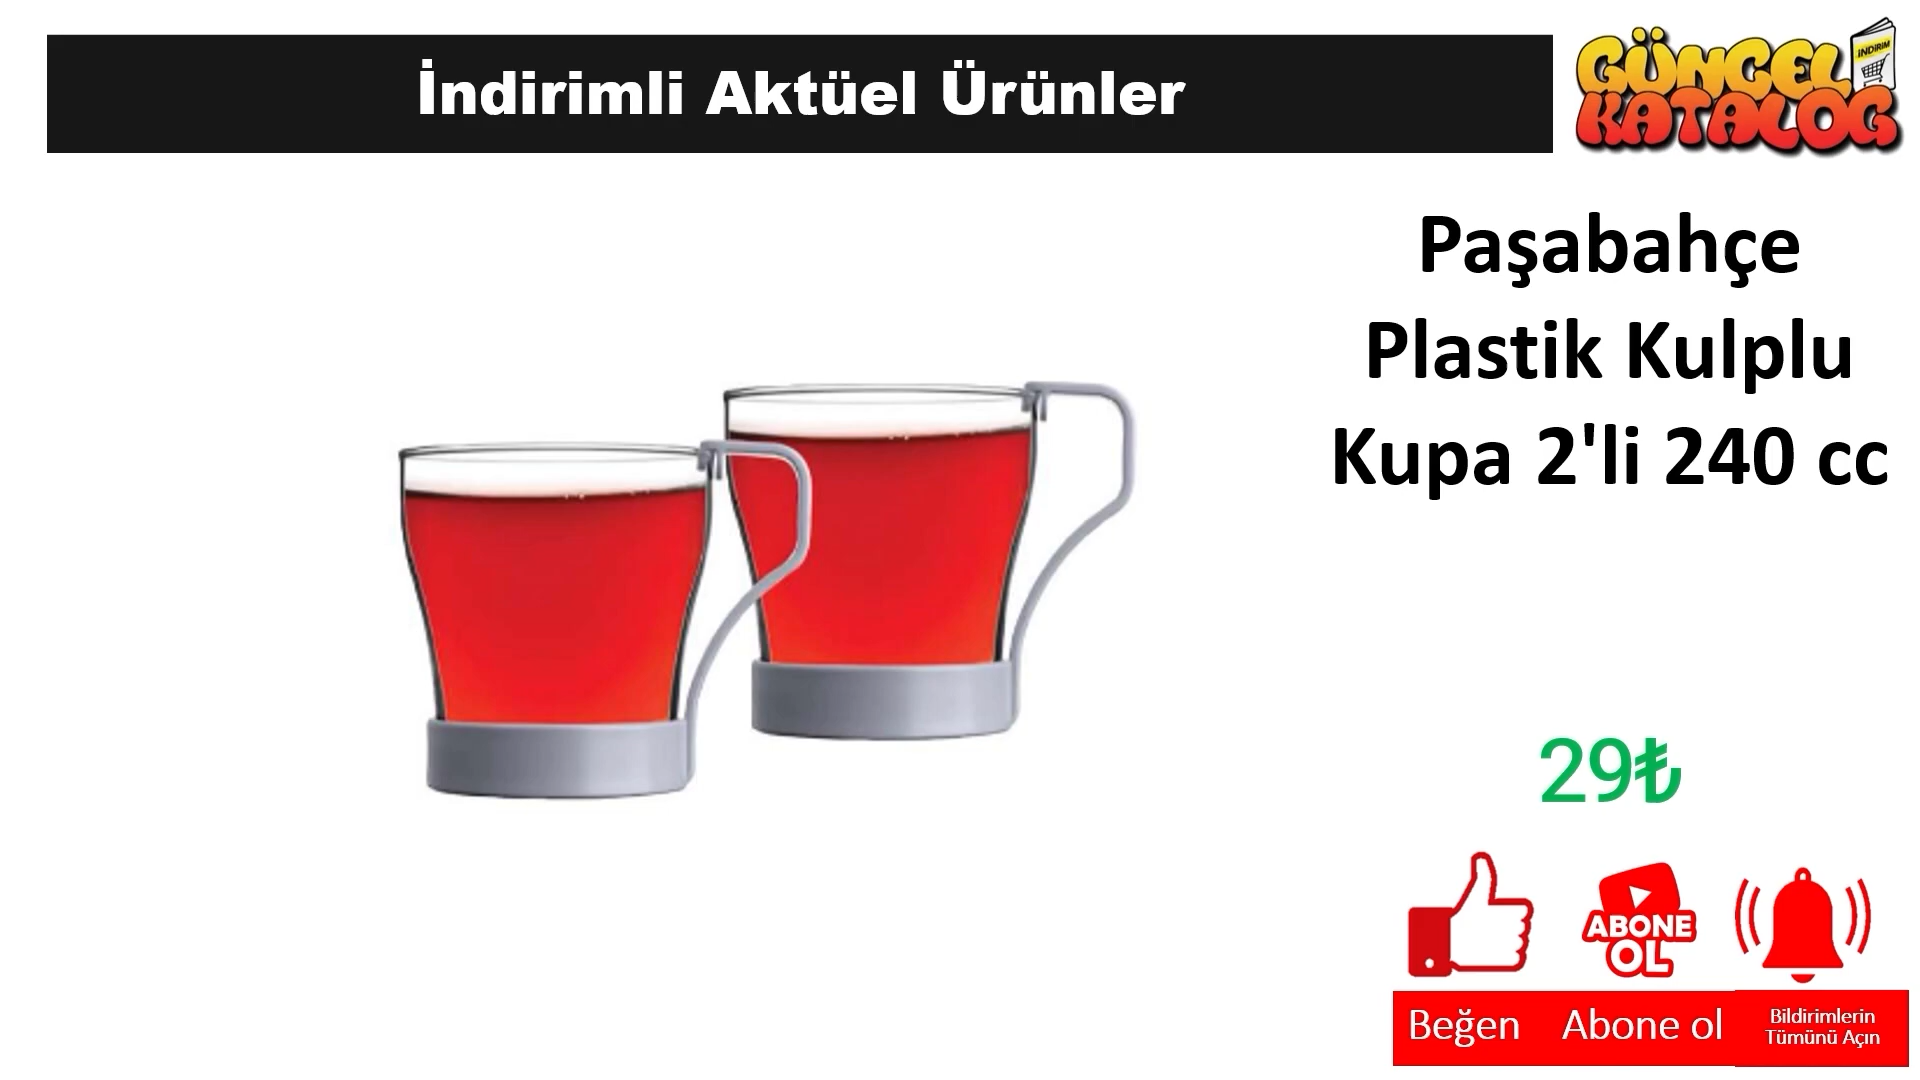 İndirimli Aktüel Ürünler
GÜNCEL
KATALOG
İNDİRİM
Paşabahçe
Plastik Kulplu
Kupa 2'li 240 cc
29₺
ABONE
OL
Beğen
Abone ol
Bildirimlerin
Tümünü Açın